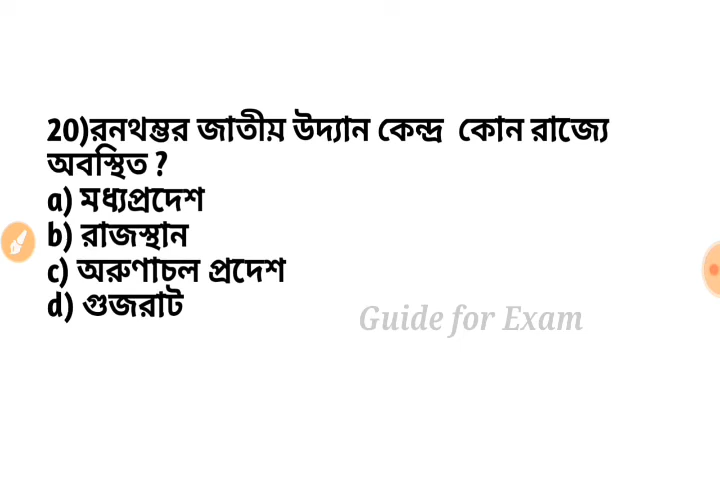 20)রনথম্ভর জাতীয় উদ্যান কেন্দ্র কোন রাজ্যে
অবস্থিত ?
a) মধ্যপ্রদেশ
b) রাজস্থান
c) অরুণাচল প্রদেশ
d) গুজরাট
Guide for Exam